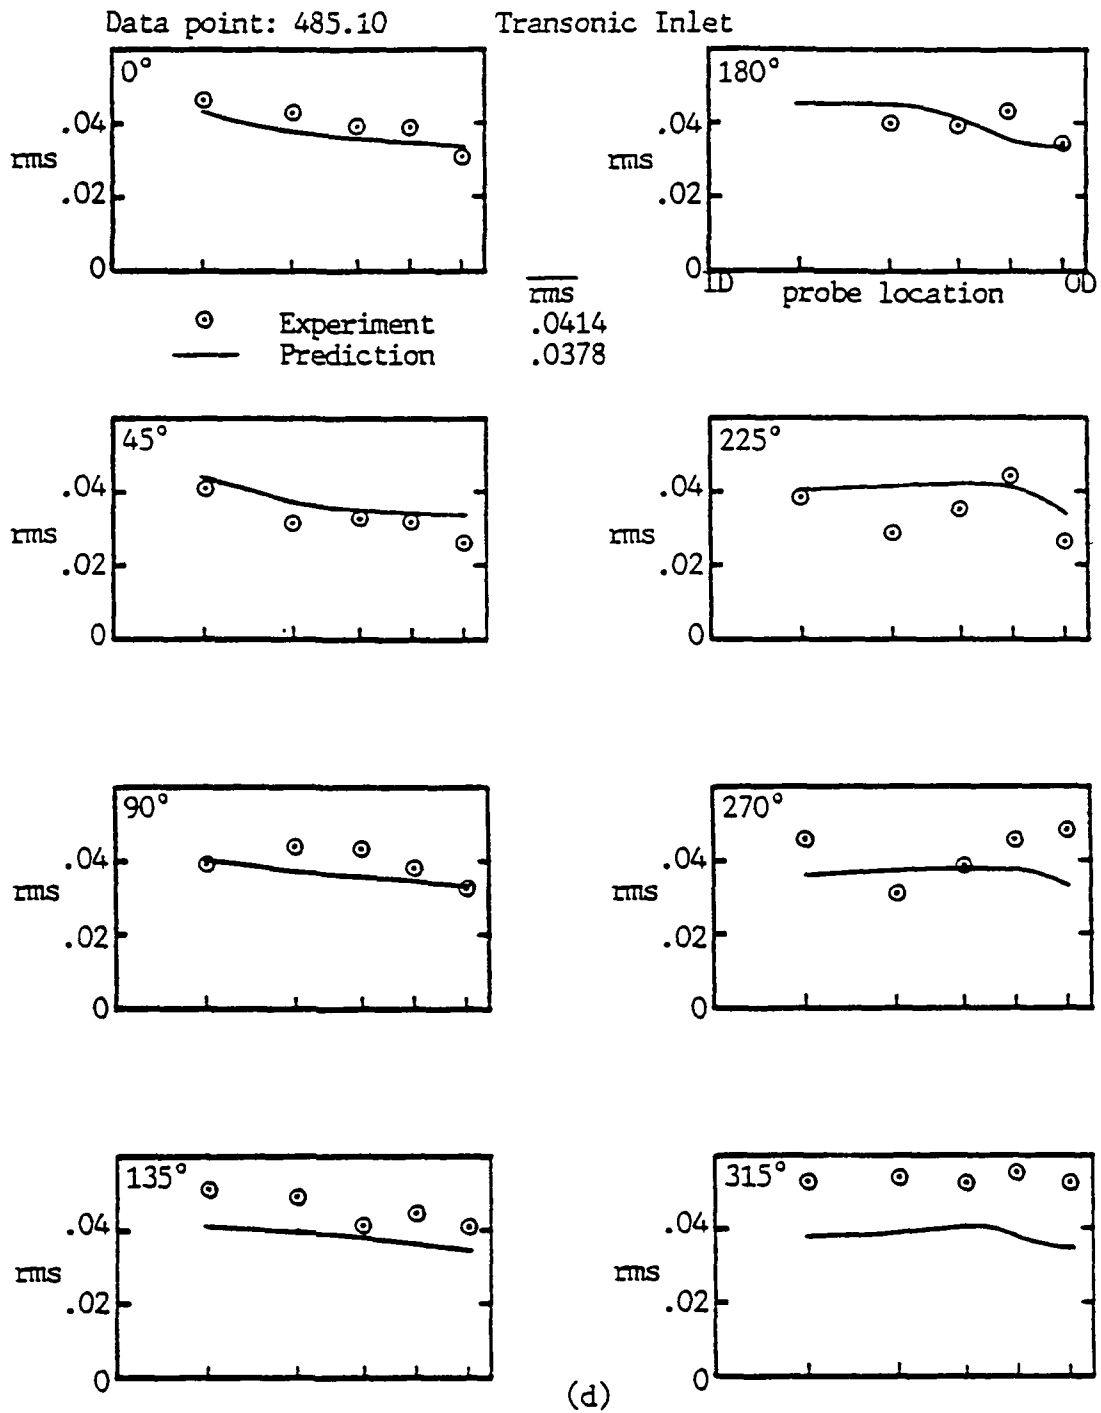 Data point: 485.10 Transonic Inlet
0°
.04
rms
.02
0
180°
.04
rms
.02
0
ID probe location OD
rms
Experiment .0414
Prediction .0378
45°
.04
rms
.02
0
225°
.04
rms
.02
0
90°
.04
rms
.02
0
270°
.04
rms
.02
0
135°
.04
rms
.02
0
315°
.04
rms
.02
0
(d)